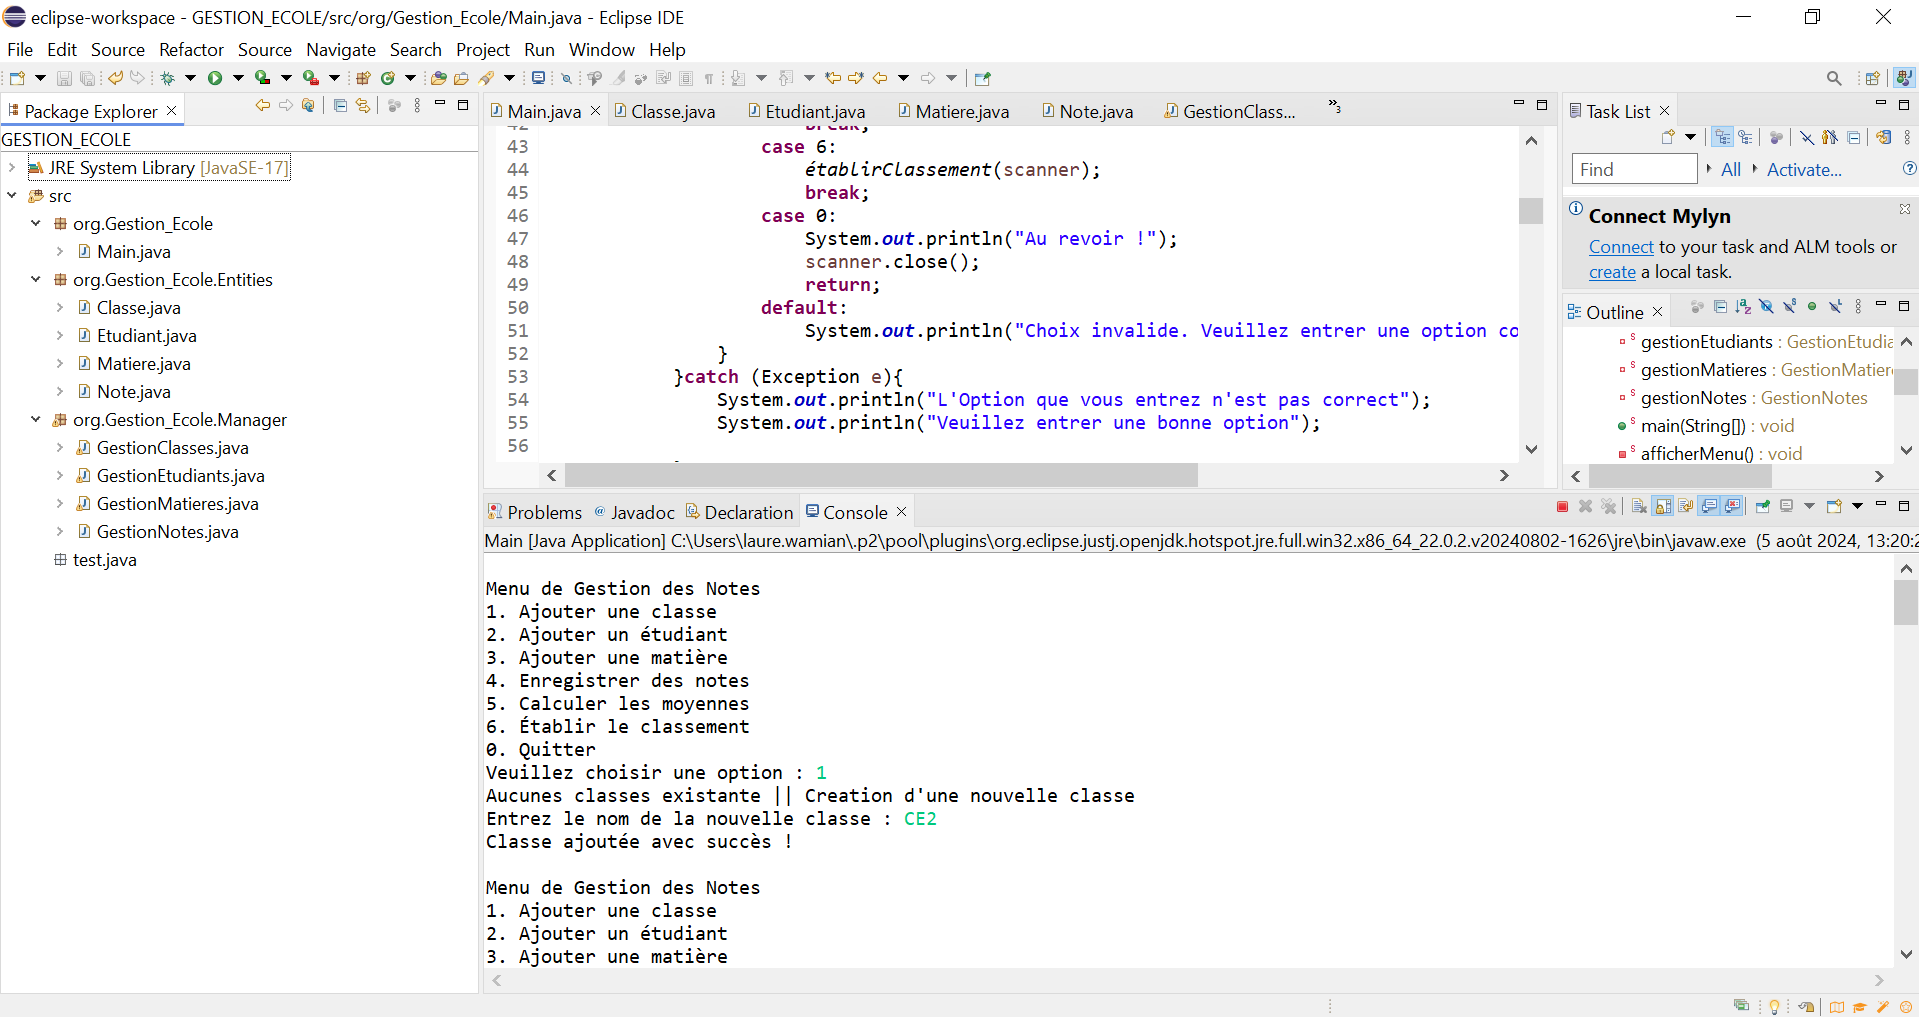 eclipse-workspace - GESTION_ECOLE/src/org/Gestion_Ecole/Main.java - Eclipse IDE
File Edit Source Refactor Source Navigate Search Project Run Window Help
Package Explorer
GESTION_ECOLE
JRE System Library [JavaSE-17]
src
org.Gestion_Ecole
Main.java
org.Gestion_Ecole.Entities
Classe.java
Etudiant.java
Matiere.java
Note.java
org.Gestion_Ecole.Manager
GestionClasses.java
GestionEtudiants.java
GestionMatieres.java
GestionNotes.java
test.java
Main.java Classe.java Etudiant.java Matiere.java Note.java GestionClass... »3
42 break;
43 case 6:
44 établirClassement(scanner);
45 break;
46 case 0:
47 System.out.println("Au revoir !");
48 scanner.close();
49 return;
50 default:
51 System.out.println("Choix invalide. Veuillez entrer une option co
52 }
53 }catch (Exception e){
54 System.out.println("L'Option que vous entrez n'est pas correct");
55 System.out.println("Veuillez entrer une bonne option");
56
Task List
Find All Activate...
Connect Mylyn
Connect to your task and ALM tools or
create a local task.
Outline
gestionEtudiants : GestionEtudia
gestionMatieres : GestionMatier
gestionNotes : GestionNotes
main(String[]) : void
afficherMenu() : void
Problems Javadoc Declaration Console
Main [Java Application] C:\Users\laure.wamian\.p2\pool\plugins\org.eclipse.justj.openjdk.hotspot.jre.full.win32.x86_64_22.0.2.v20240802-1626\jre\bin\javaw.exe (5 août 2024, 13:20:2
Menu de Gestion des Notes
1. Ajouter une classe
2. Ajouter un étudiant
3. Ajouter une matière
4. Enregistrer des notes
5. Calculer les moyennes
6. Établir le classement
0. Quitter
Veuillez choisir une option : 1
Aucunes classes existante || Creation d'une nouvelle classe
Entrez le nom de la nouvelle classe : CE2
Classe ajoutée avec succès !
Menu de Gestion des Notes
1. Ajouter une classe
2. Ajouter un étudiant
3. Ajouter une matière